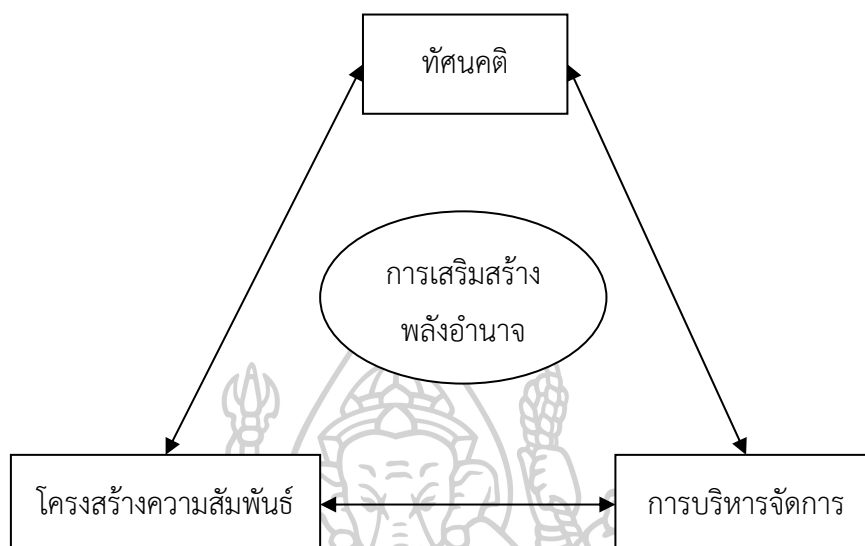 ทัศนคติ
การเสริมสร้าง
พลังอำนาจ
โครงสร้างความสัมพันธ์
การบริหารจัดการ